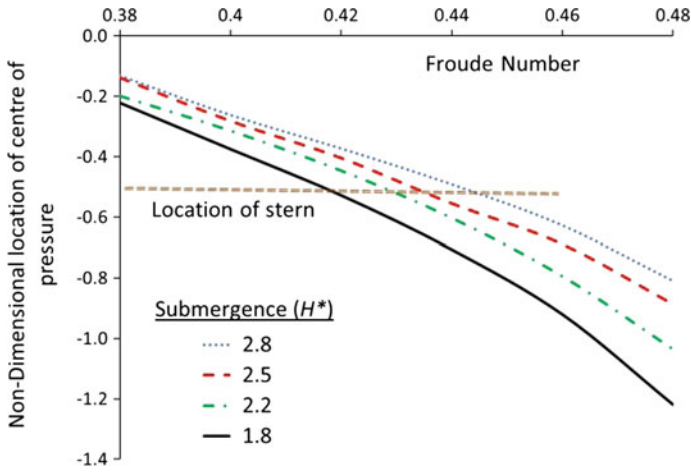 0.38 0.4 0.42 0.44 0.46 0.48
0.0
-0.2
-0.4
-0.6
-0.8
-1.0
-1.2
-1.4
Non-Dimensional location of centre of
pressure
Froude Number
Location of stern
Submergence (H*)
2.8
2.5
2.2
1.8